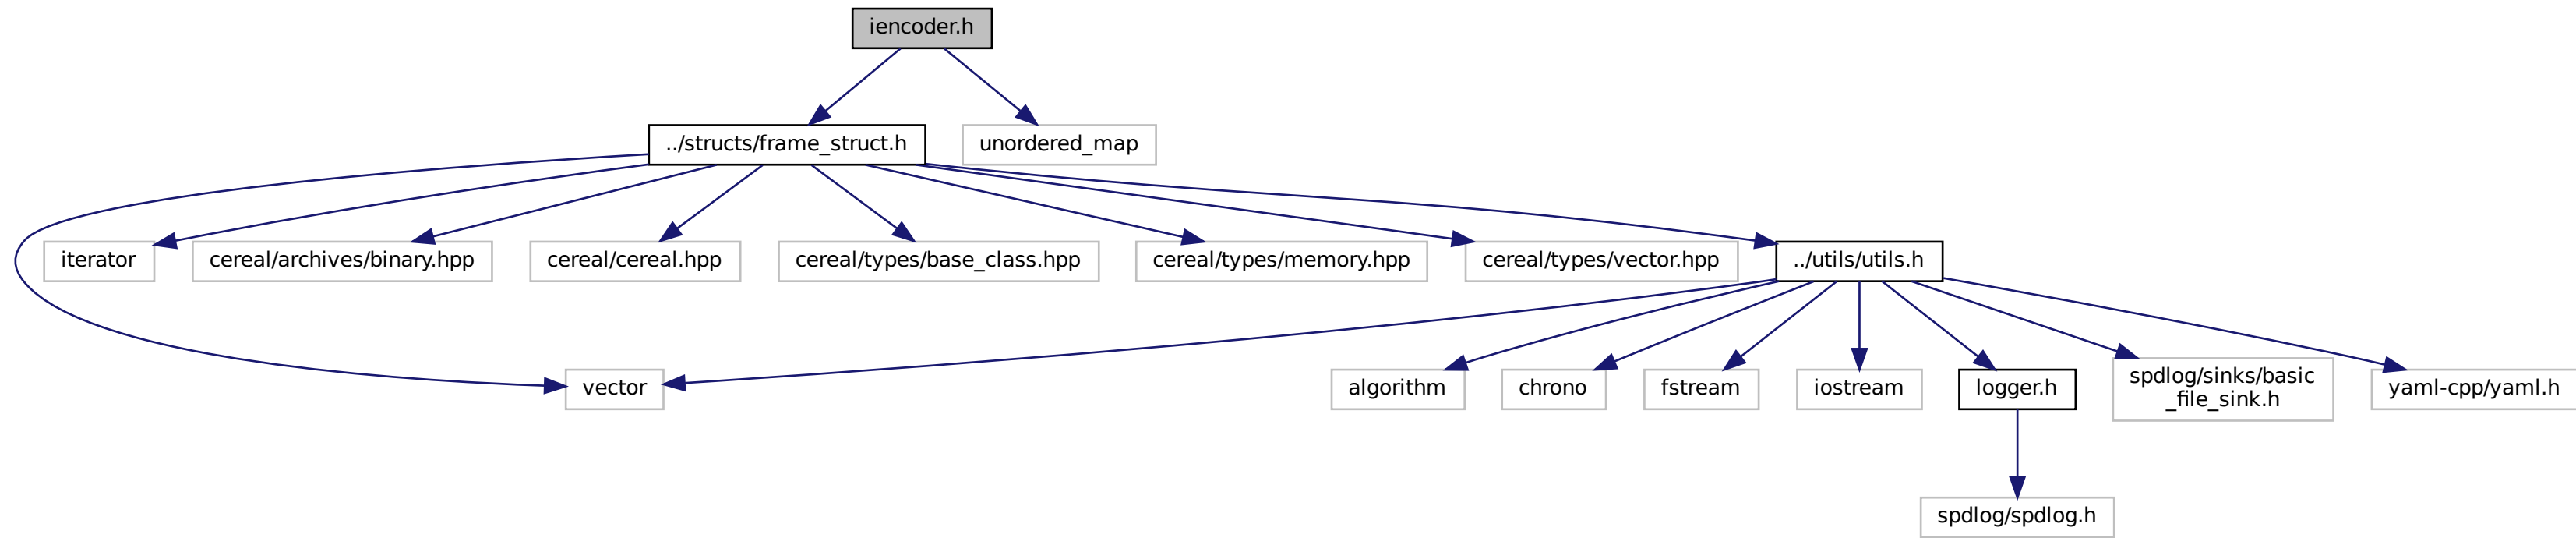 iencoder.h
../structs/frame_struct.h
unordered_map
iterator
cereal/archives/binary.hpp
cereal/cereal.hpp
cereal/types/base_class.hpp
cereal/types/memory.hpp
cereal/types/vector.hpp
../utils/utils.h
vector
algorithm
chrono
fstream
iostream
logger.h
spdlog/sinks/basic
_file_sink.h
yaml-cpp/yaml.h
spdlog/spdlog.h